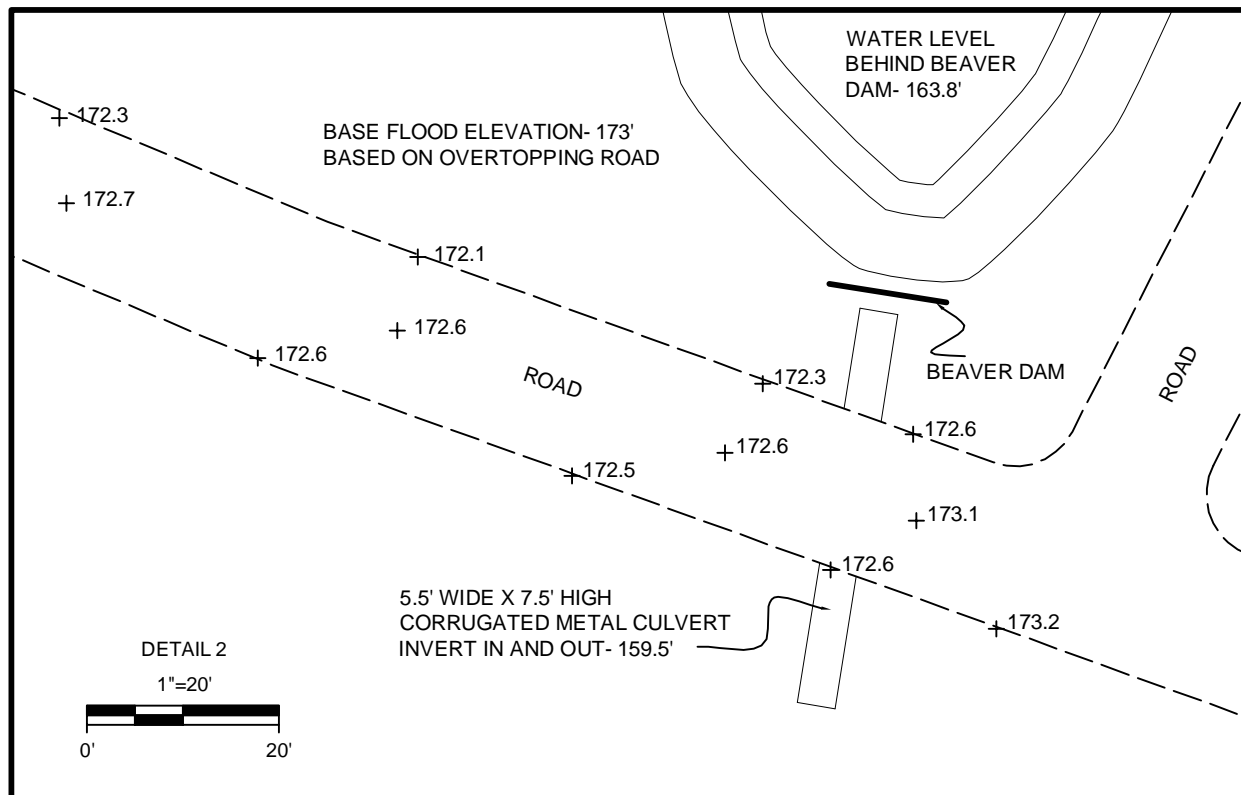 WATER LEVEL
BEHIND BEAVER
DAM- 163.8'
172.3
BASE FLOOD ELEVATION- 173'
BASED ON OVERTOPPING ROAD
172.7
172.1
172.6
172.6
ROAD
172.3
BEAVER DAM
ROAD
172.6
172.6
172.5
173.1
172.6
5.5' WIDE X 7.5' HIGH
CORRUGATED METAL CULVERT
INVERT IN AND OUT- 159.5'
173.2
DETAIL 2
1"=20'
0'
20'